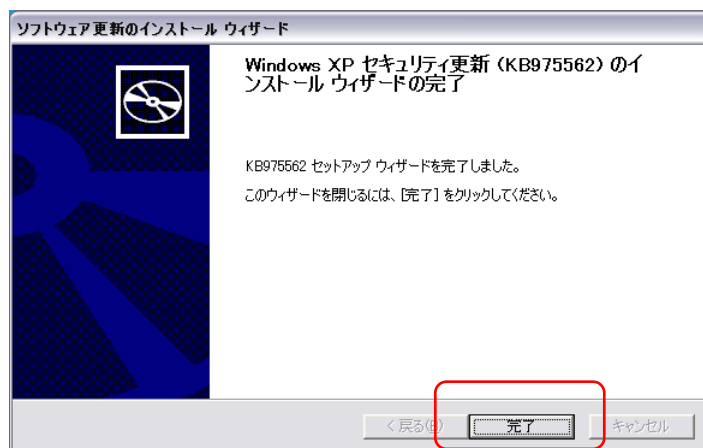 ソフトウェア更新のインストール ウィザード
Windows XP セキュリティ更新 (KB975562) のイ
ンストール ウィザードの完了
KB975562 セットアップ ウィザードを完了しました。
このウィザードを閉じるには、[完了] をクリックしてください。
< 戻る(B) 完了 キャンセル